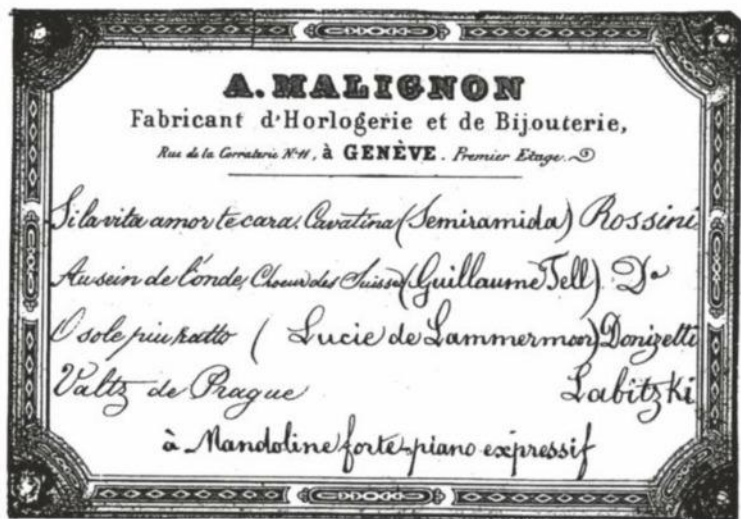 A. MALIGNON
Fabricant d'Horlogerie et de Bijouterie,
Rue de la Corraterie No 11, à GENÈVE. Premier Etage.
Si la vita amor te cara, Cavatina (Semiramida) Rossini
Au sein de l'onde, Choeur des Suisses (Guillaume Tell) Do
O sole piu ratto ( Lucie de Lammermoor) Donizetti
Valtz de Prague Labitzki
à Mandoline forte-piano expressif